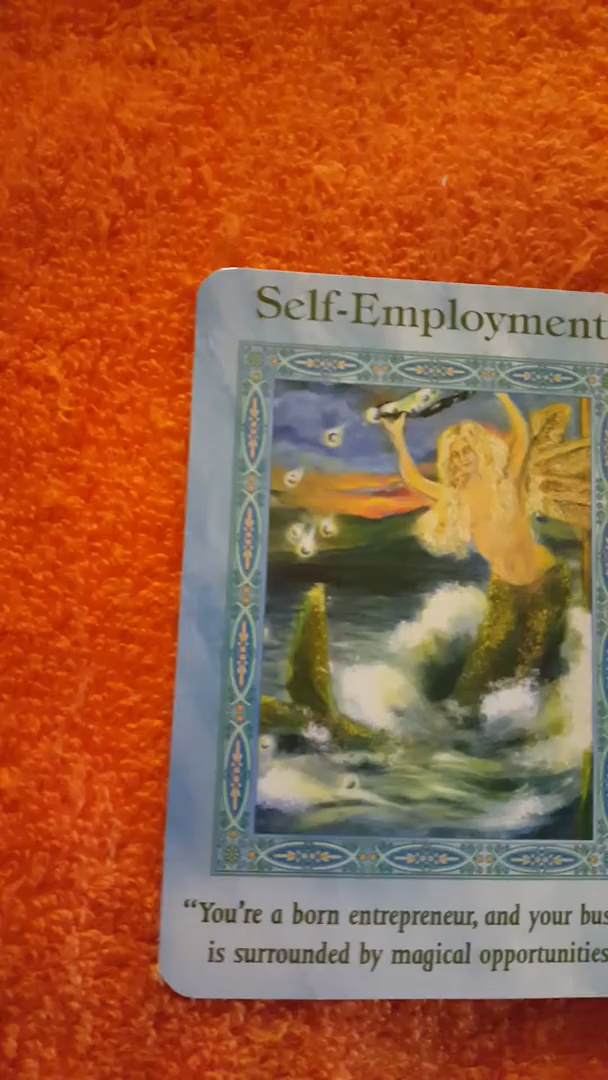 Self-Employment
“You're a born entrepreneur, and your bus
is surrounded by magical opportunities